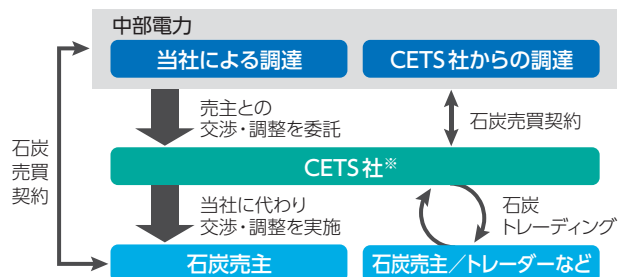 中部電力
当社による調達
CETS社からの調達
売主との
交渉・調整を委託
石炭売買契約
石炭
売買
契約
CETS社※
当社に代わり
交渉・調整を実施
石炭
トレーディング
石炭売主
石炭売主／トレーダーなど